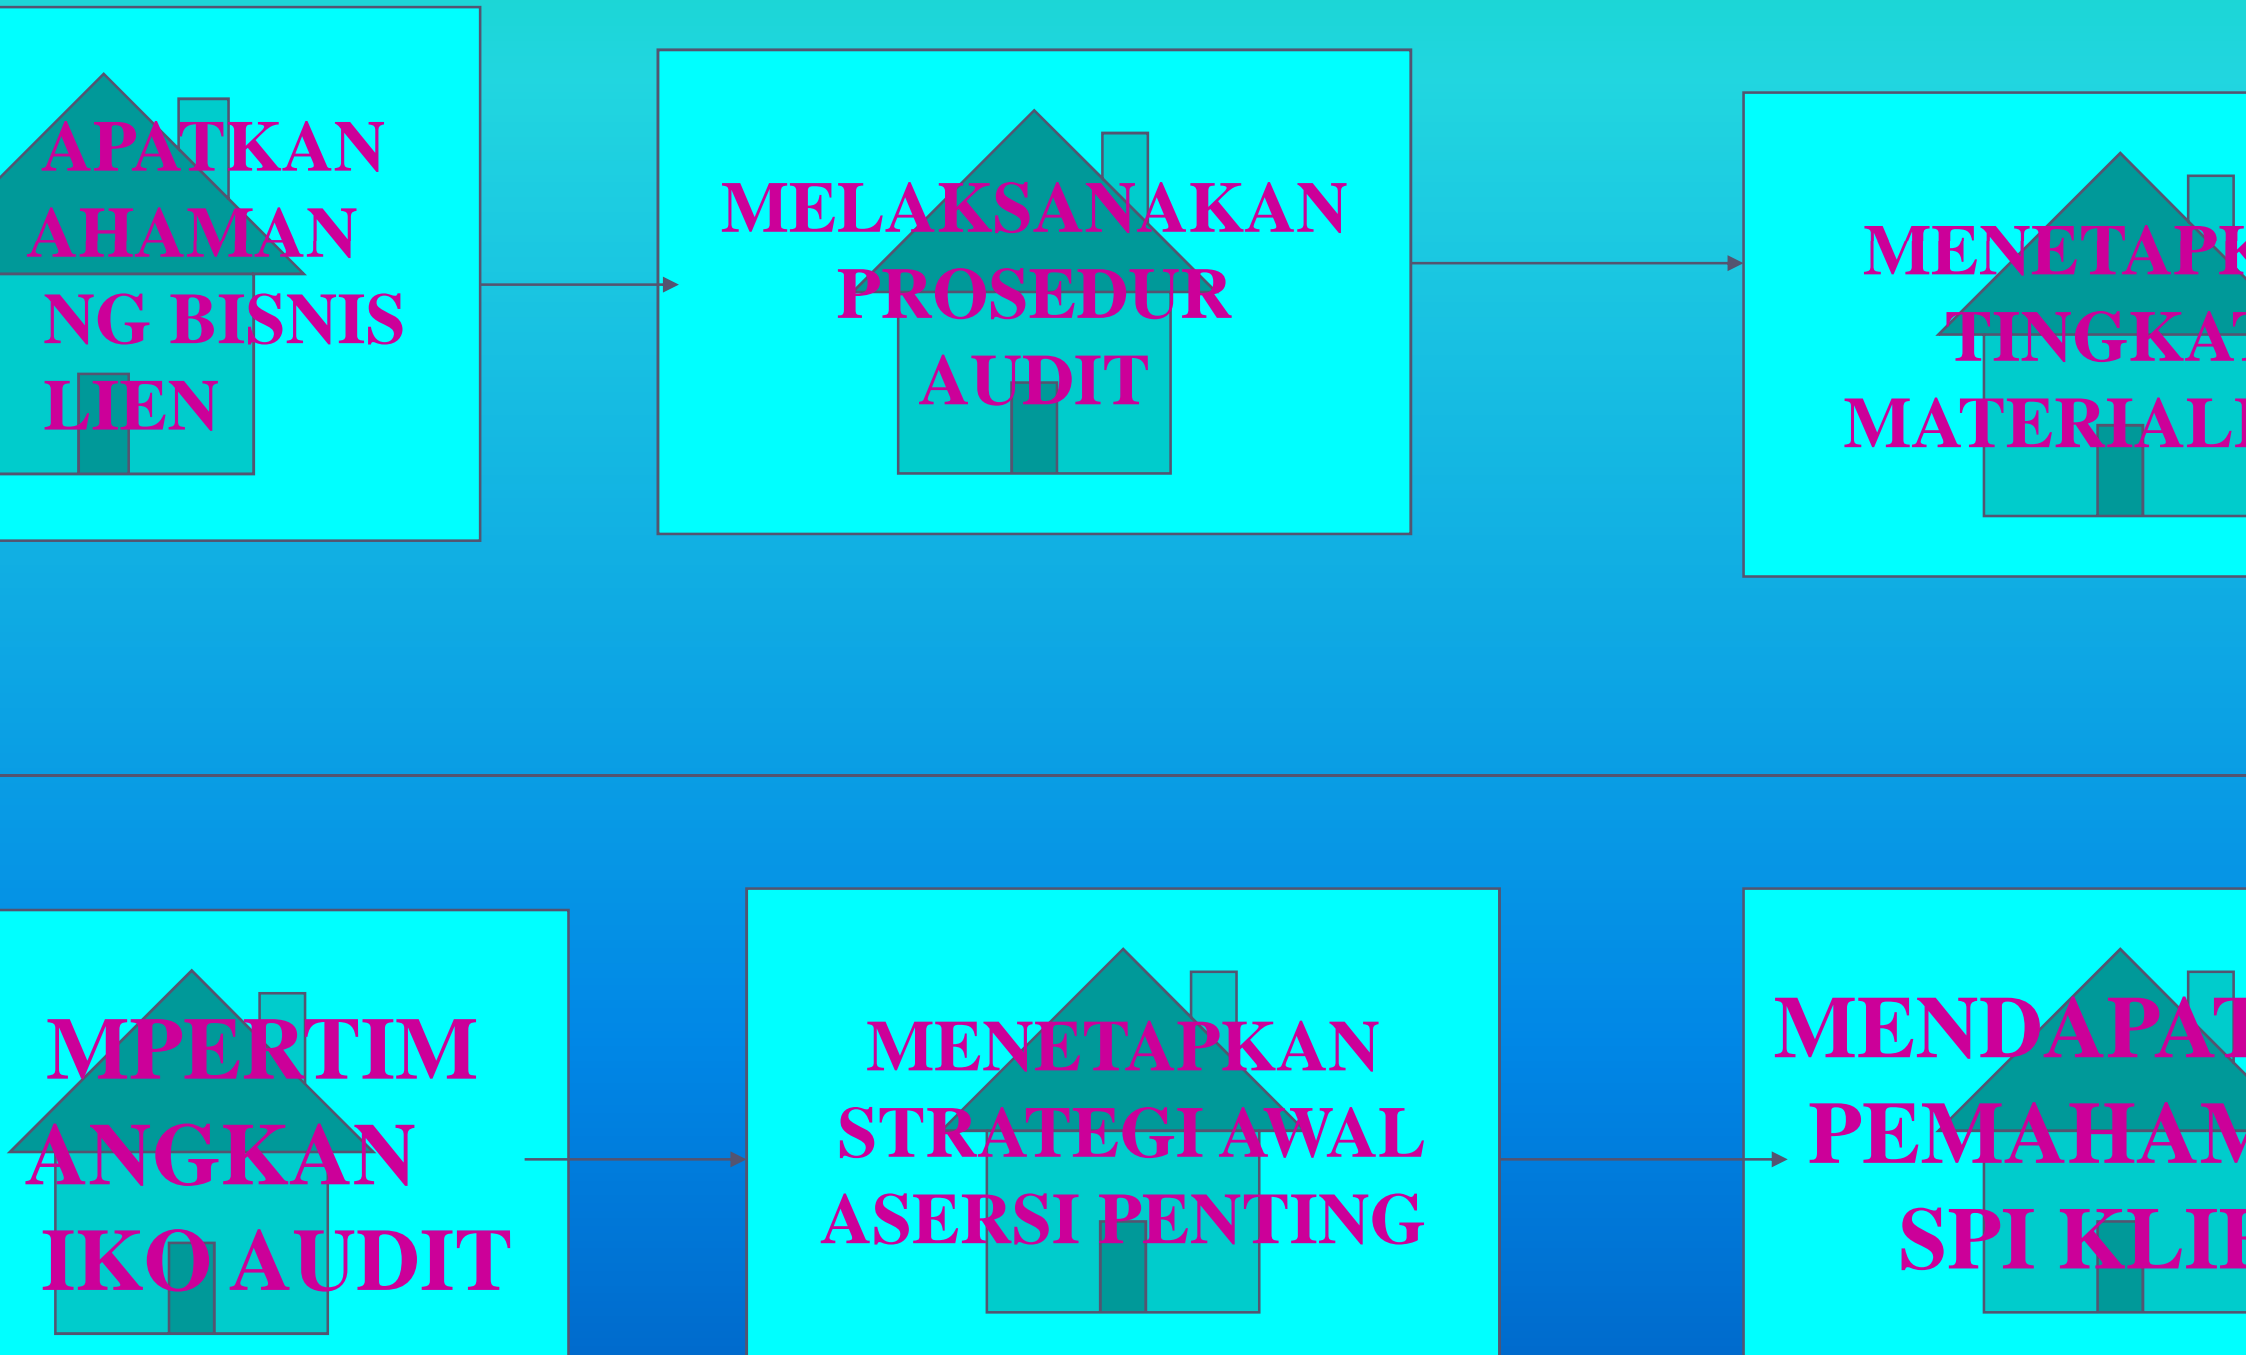 APATKAN
AHAMAN
NG BISNIS
LIEN
MELAKSANAKAN
PROSEDUR
AUDIT
MENETAPK
TINGKAT
MATERIALI
MPERTIM
ANGKAN
IKO AUDIT
MENETAPKAN
STRATEGI AWAL
ASERSI PENTING
MENDAPAT
PEMAHAM
SPI KLIE